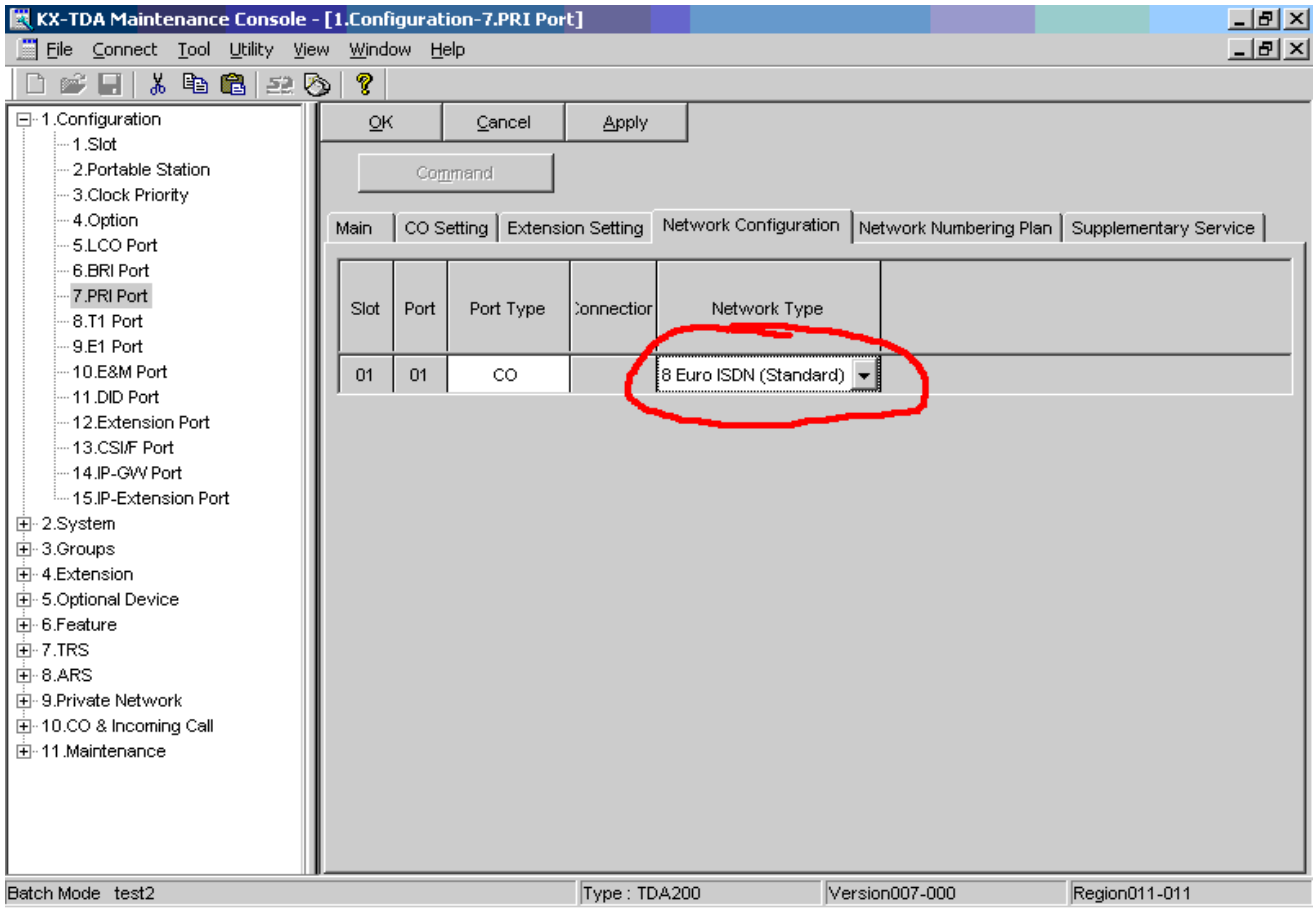 KX-TDA Maintenance Console - [1.Configuration-7.PRI Port]
File Connect Tool Utility View Window Help
1.Configuration
1.Slot
2.Portable Station
3.Clock Priority
4.Option
5.LCO Port
6.BRI Port
7.PRI Port
8.T1 Port
9.E1 Port
10.E&M Port
11.DID Port
12.Extension Port
13.CSI/F Port
14.IP-GW Port
15.IP-Extension Port
2.System
3.Groups
4.Extension
5.Optional Device
6.Feature
7.TRS
8.ARS
9.Private Network
10.CO & Incoming Call
11.Maintenance
OK Cancel Apply
Command
Main CO Setting Extension Setting Network Configuration Network Numbering Plan Supplementary Service
Slot Port Port Type Connection Network Type
01 01 CO 8 Euro ISDN (Standard)
Batch Mode test2 Type : TDA200 Version007-000 Region011-011